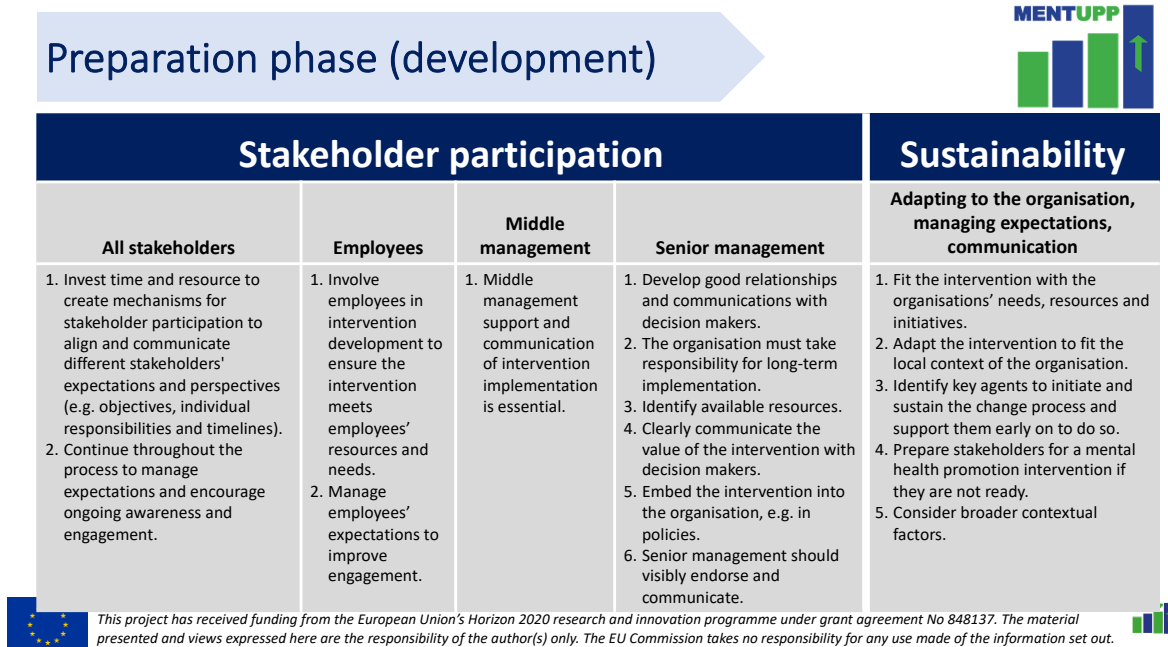 Preparation phase (development)
MENTUPP
Stakeholder participation
Sustainability
All stakeholders
Employees
Middle
management
Senior management
Adapting to the organisation,
managing expectations,
communication
1. Invest time and resource to
create mechanisms for
stakeholder participation to
align and communicate
different stakeholders'
expectations and perspectives
(e.g. objectives, individual
responsibilities and timelines).
2. Continue throughout the
process to manage
expectations and encourage
ongoing awareness and
engagement.
1. Involve
employees in
intervention
development to
ensure the
intervention
meets
employees’
resources and
needs.
2. Manage
employees’
expectations to
improve
engagement.
1. Middle
management
support and
communication
of intervention
implementation
is essential.
1. Develop good relationships
and communications with
decision makers.
2. The organisation must take
responsibility for long-term
implementation.
3. Identify available resources.
4. Clearly communicate the
value of the intervention with
decision makers.
5. Embed the intervention into
the organisation, e.g. in
policies.
6. Senior management should
visibly endorse and
communicate.
1. Fit the intervention with the
organisations’ needs, resources and
initiatives.
2. Adapt the intervention to fit the
local context of the organisation.
3. Identify key agents to initiate and
sustain the change process and
support them early on to do so.
4. Prepare stakeholders for a mental
health promotion intervention if
they are not ready.
5. Consider broader contextual
factors.
This project has received funding from the European Union’s Horizon 2020 research and innovation programme under grant agreement No 848137. The material
presented and views expressed here are the responsibility of the author(s) only. The EU Commission takes no responsibility for any use made of the information set out.